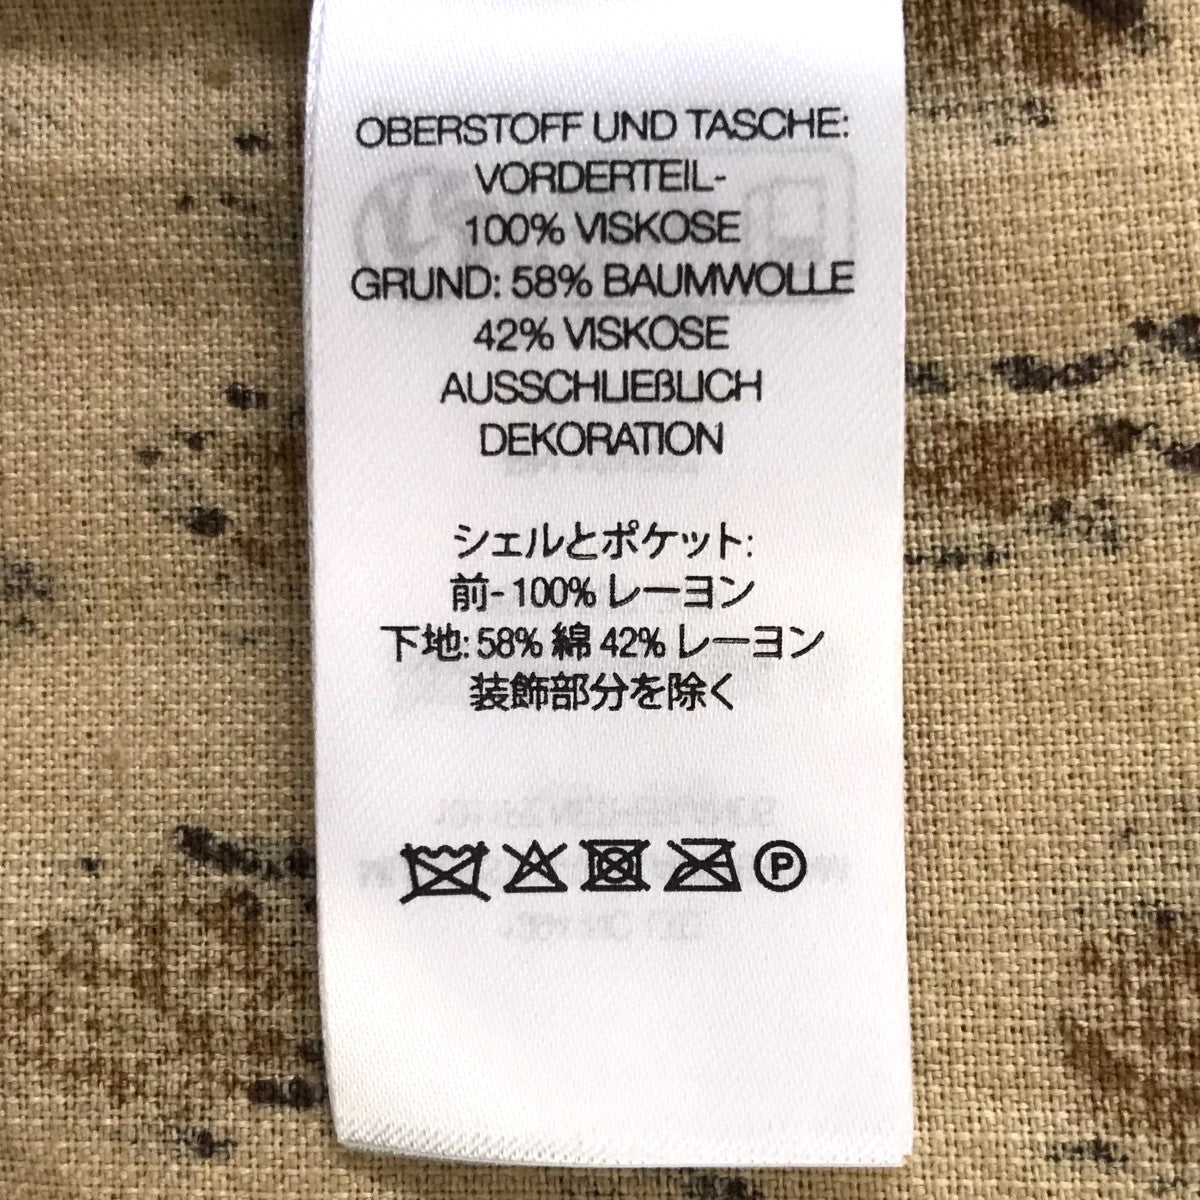 OBERSTOFF UND TASCHE:
VORDERTEIL-
100% VISKOSE
GRUND: 58% BAUMWOLLE
42% VISKOSE
AUSSCHLIEßLICH
DEKORATION
シェルとポケット:
前-100% レーヨン
下地: 58% 綿 42% レーヨン
装飾部分を除く
P